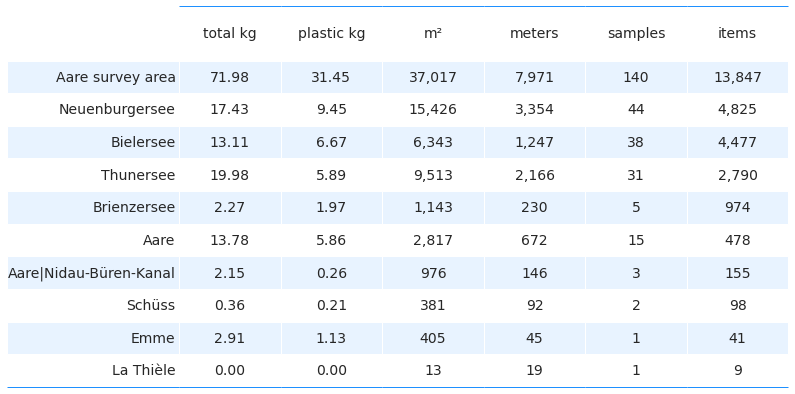 total kg plastic kg m² meters samples items
Aare survey area 71.98 31.45 37,017 7,971 140 13,847
Neuenburgersee 17.43 9.45 15,426 3,354 44 4,825
Bielersee 13.11 6.67 6,343 1,247 38 4,477
Thunersee 19.98 5.89 9,513 2,166 31 2,790
Brienzersee 2.27 1.97 1,143 230 5 974
Aare 13.78 5.86 2,817 672 15 478
Aare|Nidau-Büren-Kanal 2.15 0.26 976 146 3 155
Schüss 0.36 0.21 381 92 2 98
Emme 2.91 1.13 405 45 1 41
La Thièle 0.00 0.00 13 19 1 9